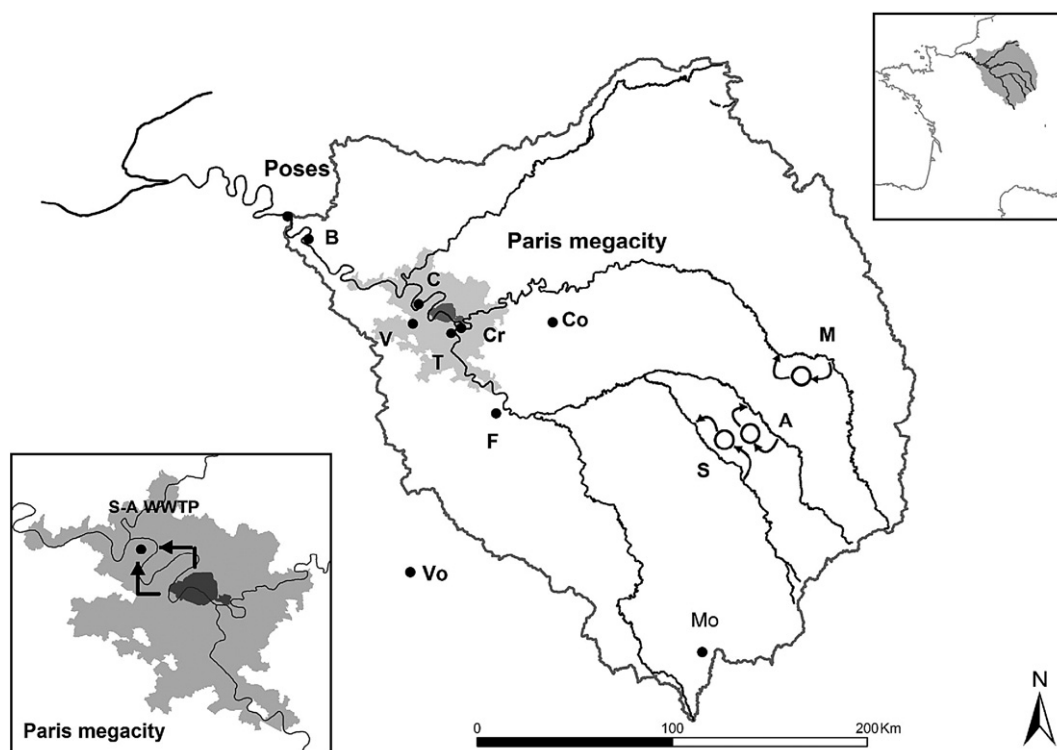 Poses
B
Paris megacity
C
Co
V
Cr
T
M
F
A
S
S-A WWTP
Vo
Mo
N
Paris megacity
0 100 200 Km